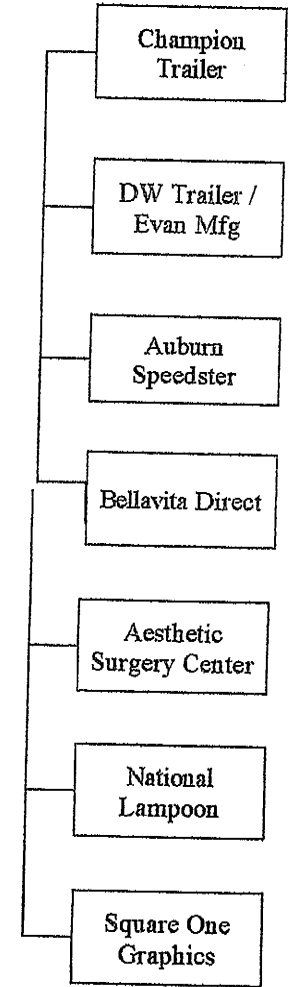 Champion
Trailer
DW Trailer /
Evan Mfg
Auburn
Speedster
Bellavita Direct
Aesthetic
Surgery Center
National
Lampoon
Square One
Graphics